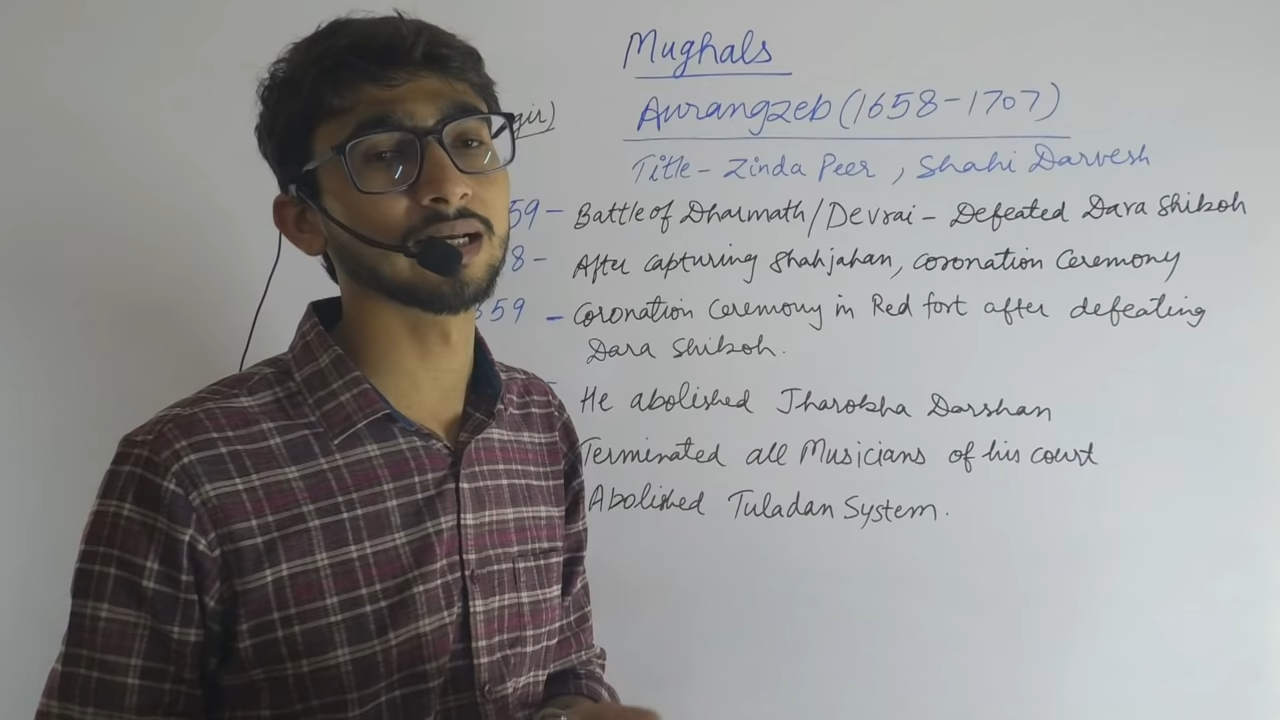 Mughals
gir)
Aurangzeb (1658-1707)
Title - Zinda Peer , Shahi Darvesh
59 - Battle of Dharmath/Devrai - Defeated Dara Shikoh
8 - After capturing Shahjahan, coronation Ceremony
59 - Coronation Ceremony in Red fort after defeating
Dara Shikoh.
He abolished Jharokha Darshan
Terminated all Musicians of his court
Abolished Tuladan System.